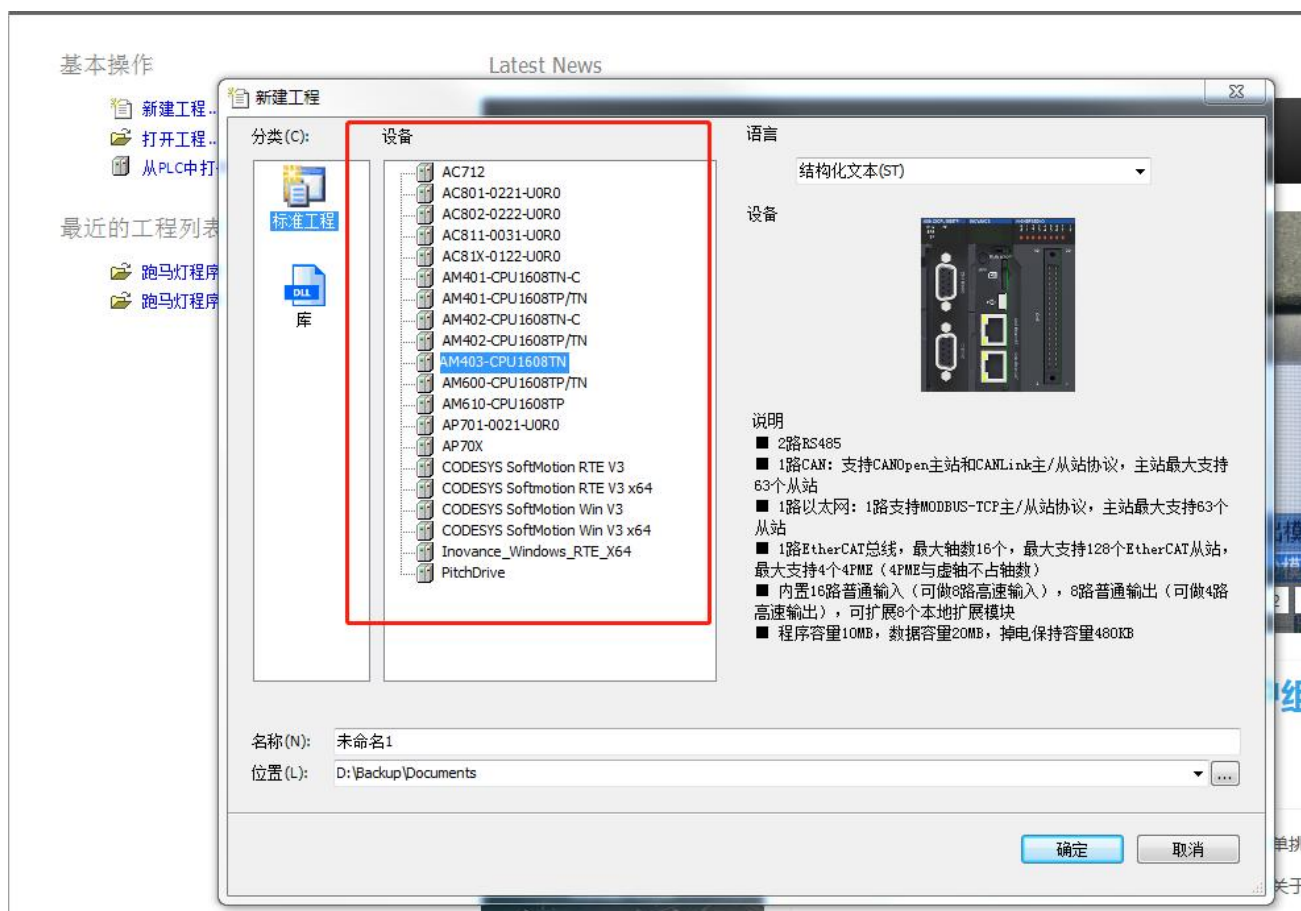 基本操作
Latest News
新建工程..
打开工程..
从PLC中打
最近的工程列表
跑马灯程序
跑马灯程序
新建工程
分类(C):
标准工程
DLL
库
设备
AC712
AC801-0221-U0R0
AC802-0222-U0R0
AC811-0031-U0R0
AC81X-0122-U0R0
AM401-CPU1608TN-C
AM401-CPU1608TP/TN
AM402-CPU1608TN-C
AM402-CPU1608TP/TN
AM403-CPU1608TN
AM600-CPU1608TP/TN
AM610-CPU1608TP
AP701-0021-U0R0
AP70X
CODESYS SoftMotion RTE V3
CODESYS Softmotion RTE V3 x64
CODESYS SoftMotion Win V3
CODESYS SoftMotion Win V3 x64
Inovance_Windows_RTE_X64
PitchDrive
语言
结构化文本(ST)
设备
说明
■ 2路RS485
■ 1路CAN：支持CANOpen主站和CANLink主/从站协议，主站最大支持
63个从站
■ 1路以太网：1路支持MODBUS-TCP主/从站协议，主站最大支持63个
从站
■ 1路EtherCAT总线，最大轴数16个，最大支持128个EtherCAT从站，
最大支持4个4PME（4PME与虚轴不占轴数）
■ 内置16路普通输入（可做8路高速输入），8路普通输出（可做4路
高速输出），可扩展8个本地扩展模块
■ 程序容量10MB，数据容量20MB，掉电保持容量480KB
名称(N):
未命名1
位置(L):
D:\Backup\Documents
...
确定
取消
关于